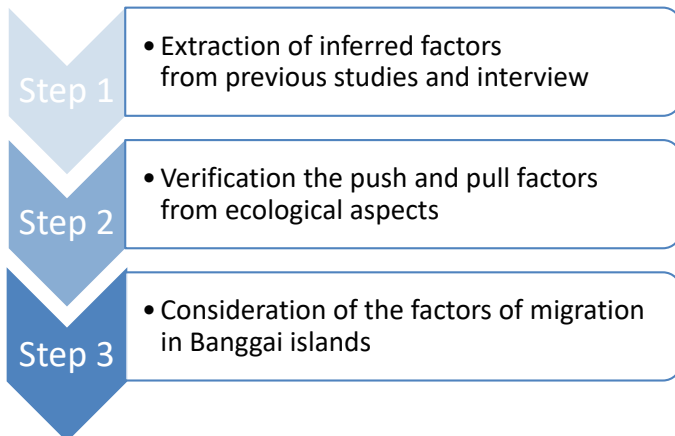 Step 1
• Extraction of inferred factors
from previous studies and interview
Step 2
• Verification the push and pull factors
from ecological aspects
Step 3
• Consideration of the factors of migration
in Banggai islands